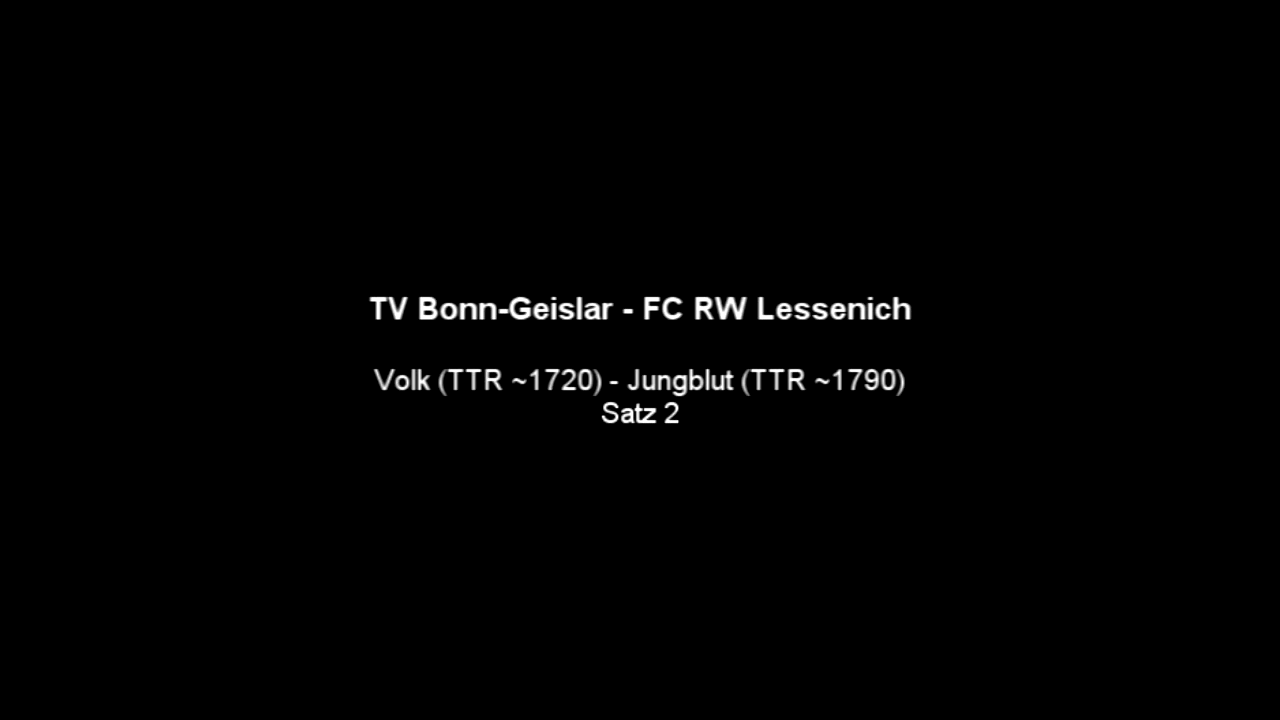 TV Bonn-Geislar - FC RW Lessenich
Volk (TTR ~1720) - Jungblut (TTR ~1790)
Satz 2